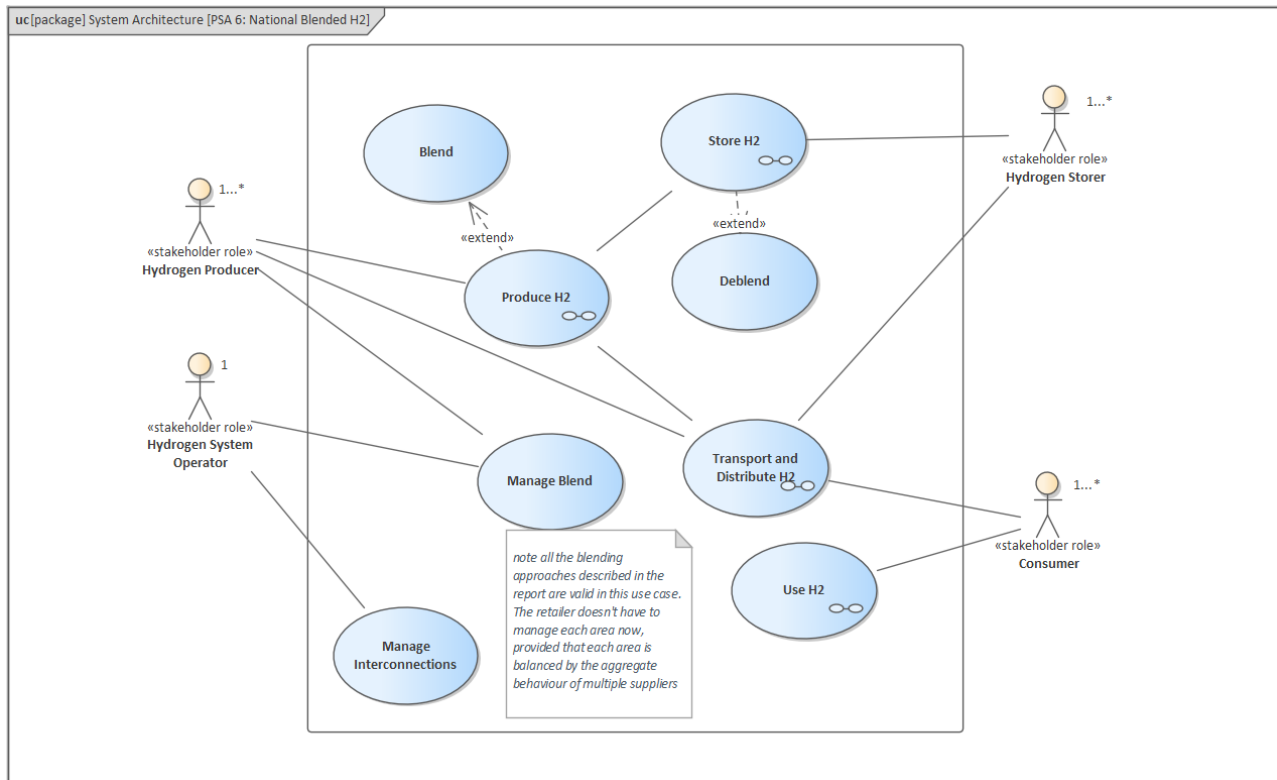 uc [package] System Architecture [PSA 6: National Blended H2]
Blend
Store H2
1...*
«stakeholder role»
Hydrogen Storer
1...*
«stakeholder role»
Hydrogen Producer
«extend»
«extend»
Produce H2
Deblend
1
«stakeholder role»
Hydrogen System
Operator
Manage Blend
Transport and
Distribute H2
1...*
«stakeholder role»
Consumer
note all the blending
approaches described in the
report are valid in this use case.
The retailer doesn't have to
manage each area now,
provided that each area is
balanced by the aggregate
behaviour of multiple suppliers
Use H2
Manage
Interconnections